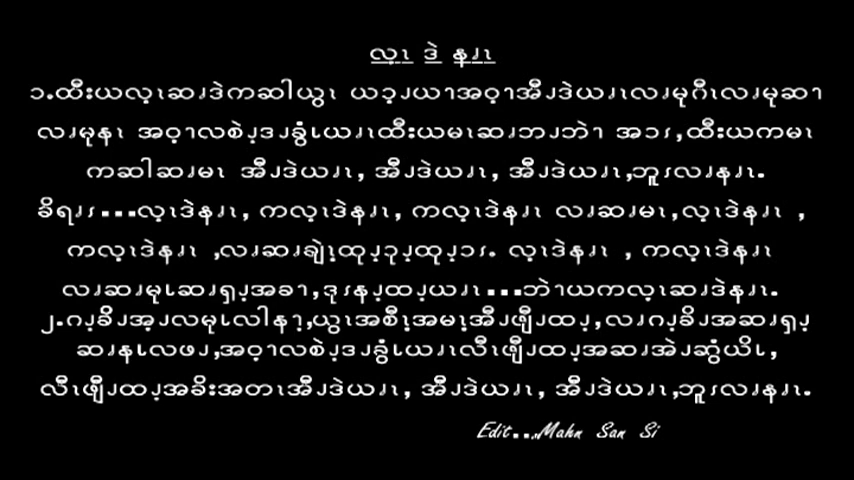 လ့ၩ ဒဲ နၪၩ
၁.ထီးယလ့ၩဆၪဒဲကဆါယွၩ ယၥ့ၪယၫအဝ့ၫအီၪဒဲယၪၩလၪမုဂီၩလၪမုဆၫ
လၪမုနၩ အဝ့ၫလစဲၪ့ဒၪခွံၬယၪၩထီးယမၩဆၪဘၪဘဲၫ အၥၭ,ထီးယကမၩ
ကဆါဆၪမၩ အီၪဒဲယၪၩ, အီၪဒဲယၪၩ, အီၪဒဲယၪၩ,ဘူၭလၪနၪၩ.
ခိရၪၭ...လ့ၩဒဲနၪၩ, ကလ့ၩဒဲနၪၩ, ကလ့ၩဒဲနၪၩ လၪဆၪမၩ,လ့ၩဒဲနၪၩ ,
ကလ့ၩဒဲနၪၩ ,လၪဆၪချဲၩ့ထုၪ့ၥုၪ့ထုၪ့ၥၭ. လ့ၩဒဲနၪၩ , ကလ့ၩဒဲနၪၩ
လၪဆၪမုၬဆၪရှၪ့အခၫ,ဒုၭနၪ့ထၪ့ယၪၩ...ဘဲၫယကလ့ၩဆၪဒဲနၪၩ.
၂.ဂၪ့ခိၪအ့ၪလမုၬလါနၫ့,ယွၩအစီၩ့အမၩ့အီၪဖျီၪထၪ့,လၪဂၪ့ခိၪအဆၪရှၪ့
ဆၪနၬလဖၪ,အဝ့ၫလစဲၪ့ဒၪခွံၬယၪၩလီၩဖျီၪထၪ့အဆၪအဲၪဆွံယိၬ,
လီၩဖျီၪထၪ့အခိးအတၩအီၪဒဲယၪၩ, အီၪဒဲယၪၩ, အီၪဒဲယၪၩ,ဘူၭလၪနၪၩ.
Edit...Mahn San Si